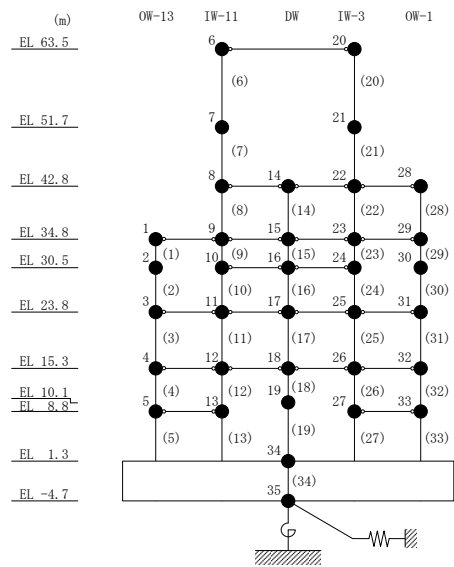 (m) OW-13 IW-11 DW IW-3 OW-1
EL 63.5 6 20
(6) (20)
EL 51.7 7 21
(7) (21)
EL 42.8 8 14 22 28
(8) (14) (22) (28)
EL 34.8 1 9 15 23 29
(1) (9) (15) (23) (29)
EL 30.5 2 10 16 24 30
(2) (10) (16) (24) (30)
EL 23.8 3 11 17 25 31
(3) (11) (17) (25) (31)
EL 15.3 4 12 18 26 32
(4) (12) (18) (26) (32)
EL 10.1 19
EL 8.8 5 13 27 33
(5) (13) (19) (27) (33)
EL 1.3 34
(34)
EL -4.7 35